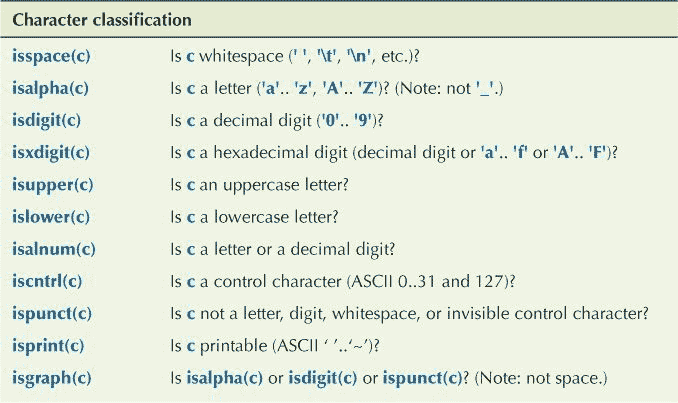 Character classification
isspace(c) Is c whitespace (' ', '\t', '\n', etc.)?
isalpha(c) Is c a letter ('a'.. 'z', 'A'.. 'Z')? (Note: not '_'.)
isdigit(c) Is c a decimal digit ('0'.. '9')?
isxdigit(c) Is c a hexadecimal digit (decimal digit or 'a'.. 'f' or 'A'.. 'F')?
isupper(c) Is c an uppercase letter?
islower(c) Is c a lowercase letter?
isalnum(c) Is c a letter or a decimal digit?
iscntrl(c) Is c a control character (ASCII 0..31 and 127)?
ispunct(c) Is c not a letter, digit, whitespace, or invisible control character?
isprint(c) Is c printable (ASCII ‘ ’..‘~’)?
isgraph(c) Is isalpha(c) or isdigit(c) or ispunct(c)? (Note: not space.)